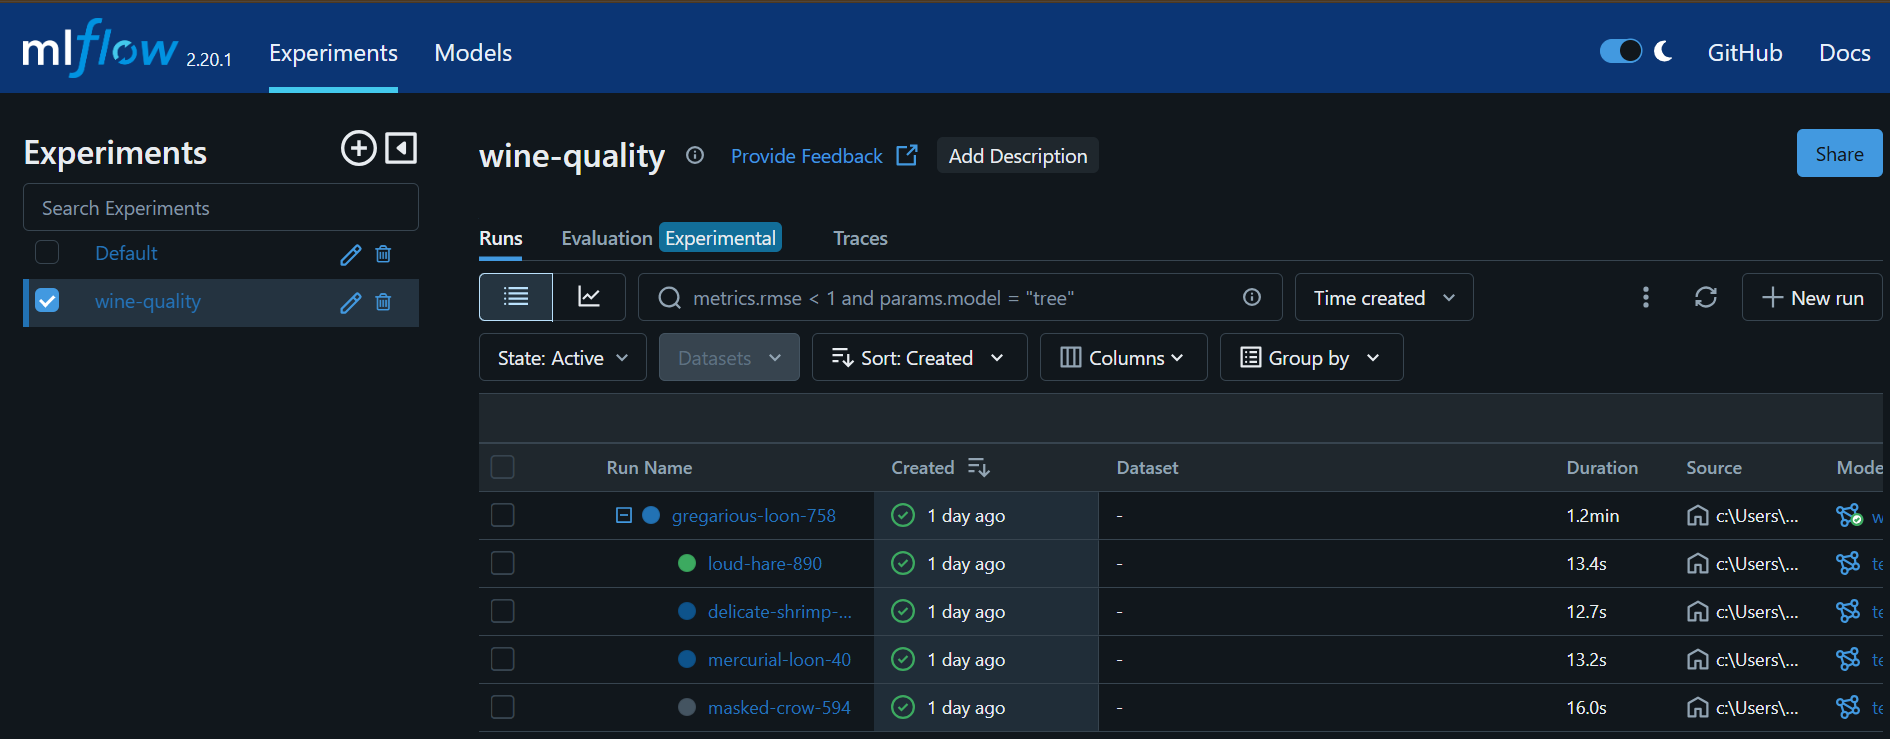 mlflow 2.20.1 Experiments Models GitHub Docs
Experiments
Search Experiments
Default
wine-quality
wine-quality Provide Feedback Add Description Share
Runs Evaluation Experimental Traces
metrics.rmse < 1 and params.model = "tree" Time created New run
State: Active Datasets Sort: Created Columns Group by
Run Name Created Dataset Duration Source Mode
gregarious-loon-758 1 day ago - 1.2min c:\Users\... w
loud-hare-890 1 day ago - 13.4s c:\Users\... te
delicate-shrimp-... 1 day ago - 12.7s c:\Users\... te
mercurial-loon-40 1 day ago - 13.2s c:\Users\... te
masked-crow-594 1 day ago - 16.0s c:\Users\... te